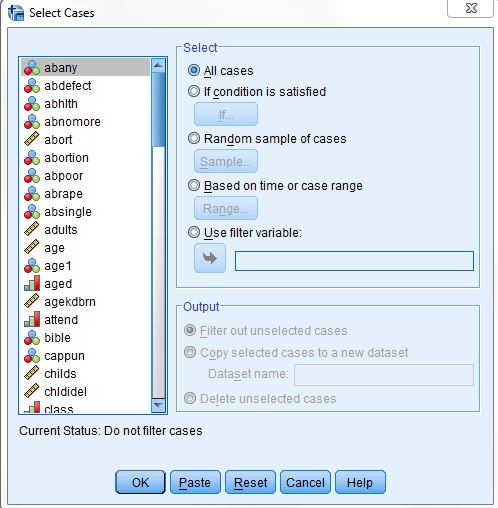 Select Cases
abany
abdefect
abhlth
abnomore
abort
abortion
abpoor
abrape
absingle
adults
age
age1
aged
agekdbrn
attend
bible
cappun
childs
chldidel
class
Select
All cases
If condition is satisfied
If...
Random sample of cases
Sample...
Based on time or case range
Range...
Use filter variable:
Output
Filter out unselected cases
Copy selected cases to a new dataset
Dataset name:
Delete unselected cases
Current Status: Do not filter cases
OK Paste Reset Cancel Help